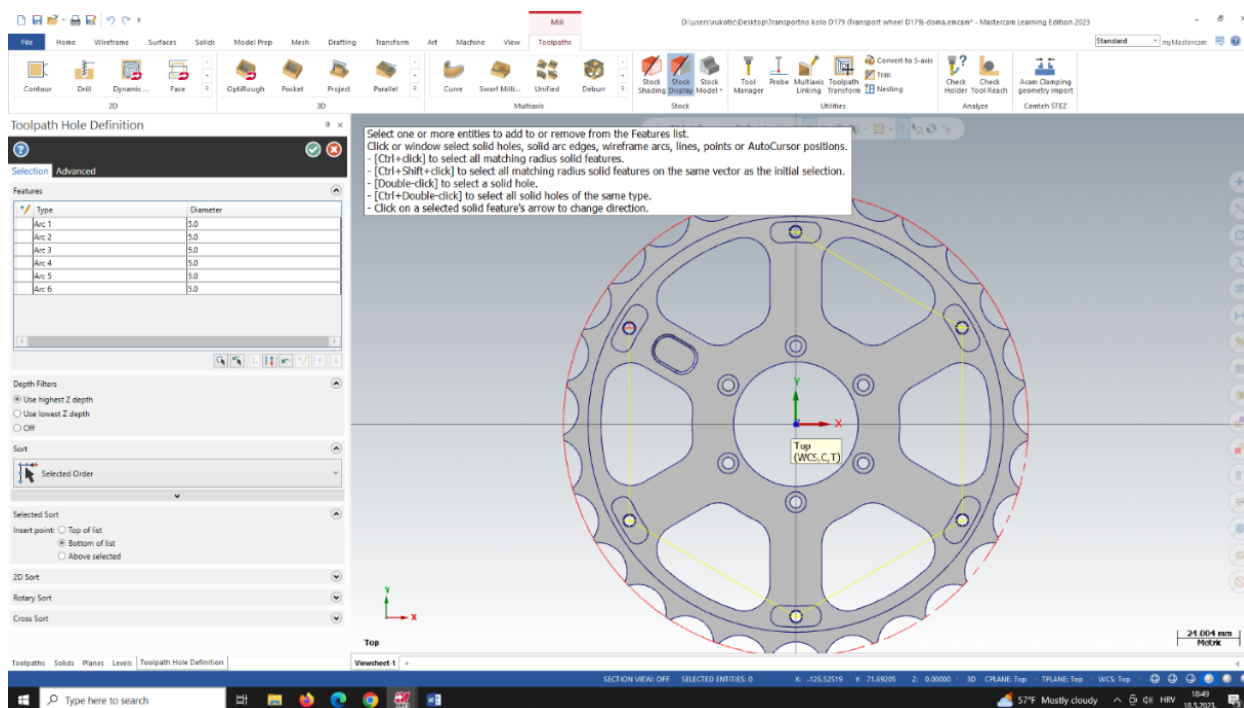 Mill
D:\users\vukotic\Desktop\Transportno kolo D179 (Transport wheel D179)-doma.emcam* - Mastercam Learning Edition 2023
File Home Wireframe Surfaces Solids Model Prep Mesh Drafting Transform Art Machine View Toolpaths
Standard myMastercam
Contour Drill Dynamic... Face
OptiRough Pocket Project Parallel
Curve Swarf Milli... Unified Deburr
Stock Shading Stock Display Stock Model
Tool Manager Probe Multiaxis Linking Toolpath Transform
Convert to 5-axis
Trim
Nesting
Check Holder Check Tool Reach
Acam Clamping geometry import
2D 3D Multiaxis Stock Utilities Analyze Camteh STEZ
Toolpath Hole Definition
Selection Advanced
Features
Type Diameter
Arc 1 5.0
Arc 2 5.0
Arc 3 5.0
Arc 4 5.0
Arc 5 5.0
Arc 6 5.0
Depth Filters
Use highest Z depth
Use lowest Z depth
Off
Sort
Selected Order
Selected Sort
Insert point: Top of list
Bottom of list
Above selected
2D Sort
Rotary Sort
Cross Sort
Select one or more entities to add to or remove from the Features list.
Click or window select solid holes, solid arc edges, wireframe arcs, lines, points or AutoCursor positions.
- [Ctrl+click] to select all matching radius solid features.
- [Ctrl+Shift+click] to select all matching radius solid features on the same vector as the initial selection.
- [Double-click] to select a solid hole.
- [Ctrl+Double-click] to select all solid holes of the same type.
- Click on a selected solid feature's arrow to change direction.
Y
X
Top
(WCS,C,T)
Y
X
Top
24.004 mm
Metric
Toolpaths Solids Planes Levels Toolpath Hole Definition
Viewsheet-1 +
SECTION VIEW: OFF SELECTED ENTITIES: 0 X: -125.52519 Y: 71.69205 Z: 0.00000 3D CPLANE: Top TPLANE: Top WCS: Top
Type here to search
57°F Mostly cloudy HRV 18:49
18.5.2023.